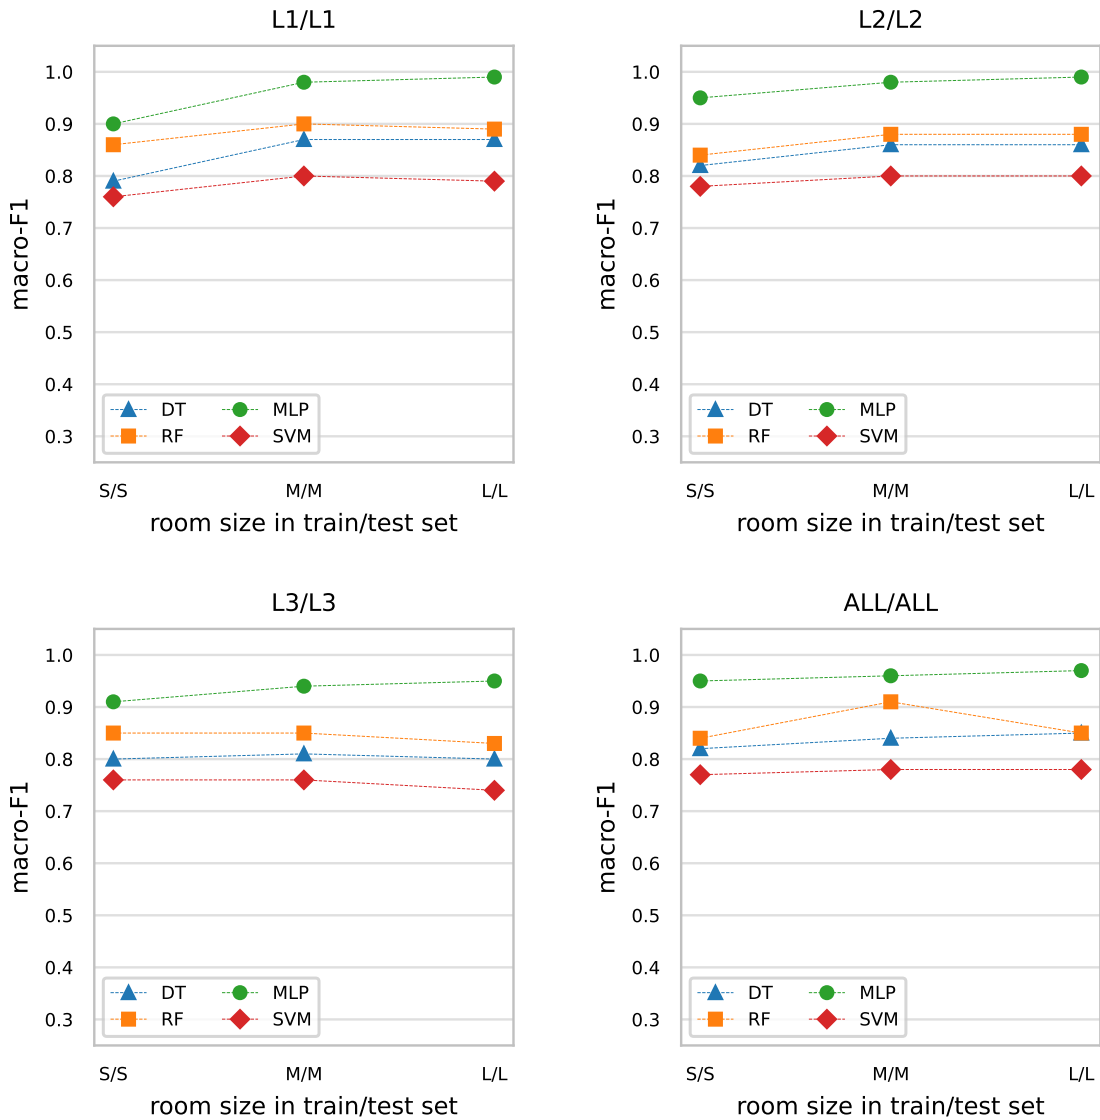 L1/L1
macro-F1
1.0
0.9
0.8
0.7
0.6
0.5
0.4
0.3
DT MLP
RF SVM
S/S M/M L/L
room size in train/test set
L2/L2
macro-F1
1.0
0.9
0.8
0.7
0.6
0.5
0.4
0.3
DT MLP
RF SVM
S/S M/M L/L
room size in train/test set
L3/L3
macro-F1
1.0
0.9
0.8
0.7
0.6
0.5
0.4
0.3
DT MLP
RF SVM
S/S M/M L/L
room size in train/test set
ALL/ALL
macro-F1
1.0
0.9
0.8
0.7
0.6
0.5
0.4
0.3
DT MLP
RF SVM
S/S M/M L/L
room size in train/test set